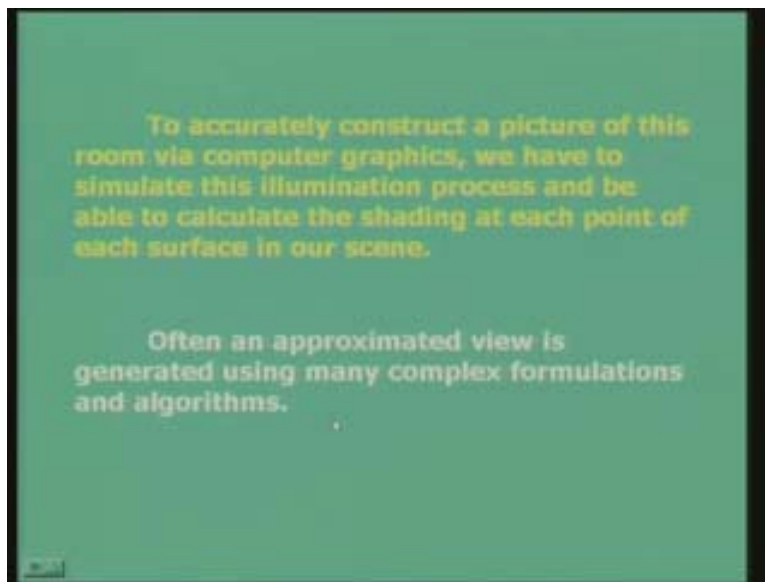 To accurately construct a picture of this
room via computer graphics, we have to
simulate this illumination process and be
able to calculate the shading at each point of
each surface in our scene.
Often an approximated view is
generated using many complex formulations
and algorithms.